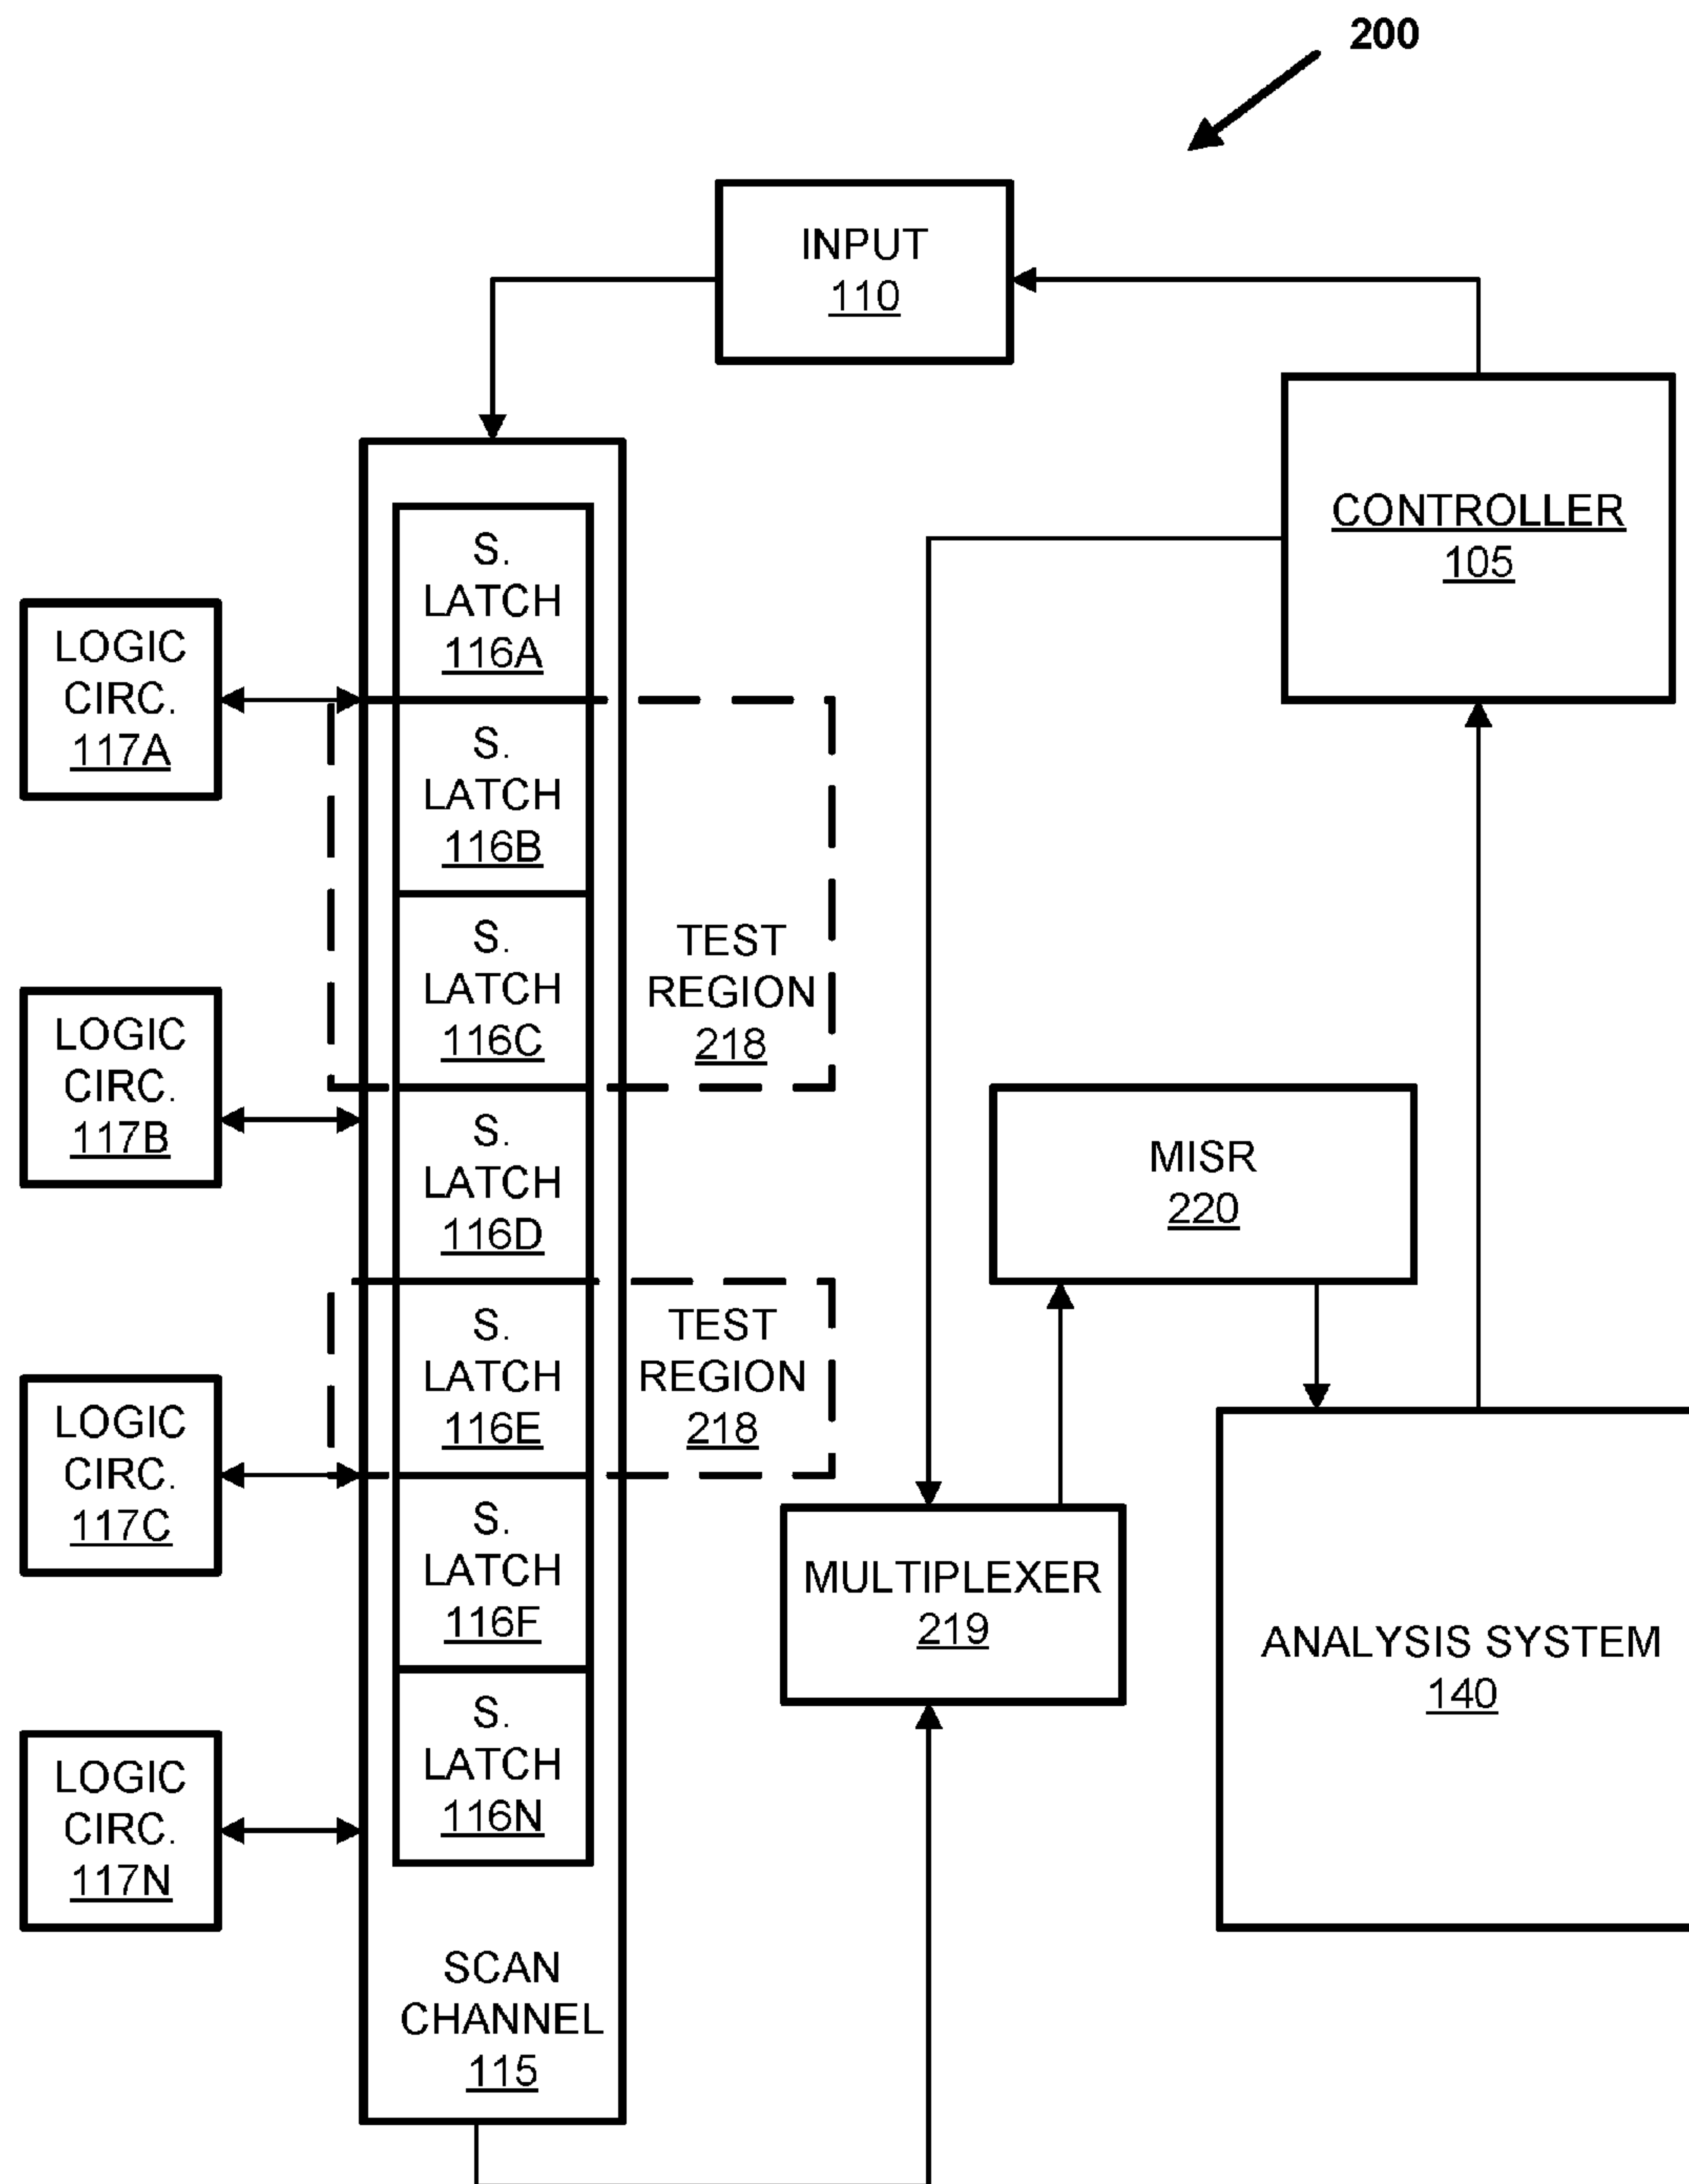 200
INPUT
110
CONTROLLER
105
S.
LATCH
116A
S.
LATCH
116B
S.
LATCH
116C
S.
LATCH
116D
S.
LATCH
116E
S.
LATCH
116F
S.
LATCH
116N
SCAN
CHANNEL
115
LOGIC
CIRC.
117A
LOGIC
CIRC.
117B
LOGIC
CIRC.
117C
LOGIC
CIRC.
117N
TEST
REGION
218
TEST
REGION
218
MISR
220
MULTIPLEXER
219
ANALYSIS SYSTEM
140